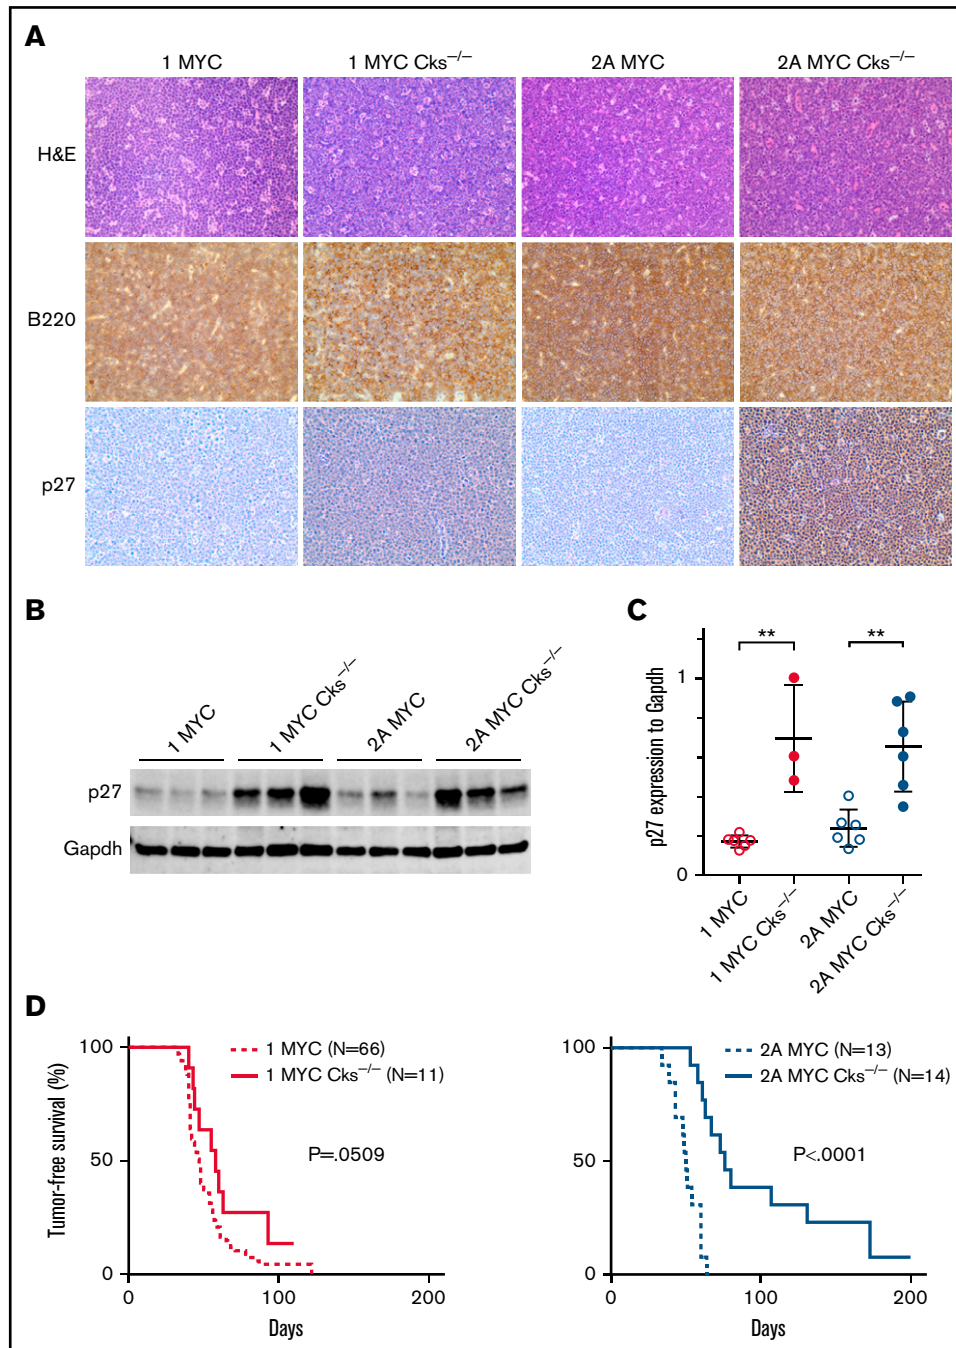 A
1 MYC
1 MYC Cks−/−
2A MYC
2A MYC Cks−/−
H&E
B220
p27
B
1 MYC
1 MYC Cks−/−
2A MYC
2A MYC Cks−/−
p27
Gapdh
C
**
**
1
0
p27 expression to Gapdh
1 MYC
1 MYC Cks−/−
2A MYC
2A MYC Cks−/−
D
100
50
0
Tumor-free survival (%)
1 MYC (N=66)
1 MYC Cks−/− (N=11)
P=.0509
0
100
200
Days
100
50
0
2A MYC (N=13)
2A MYC Cks−/− (N=14)
P<.0001
0
100
200
Days